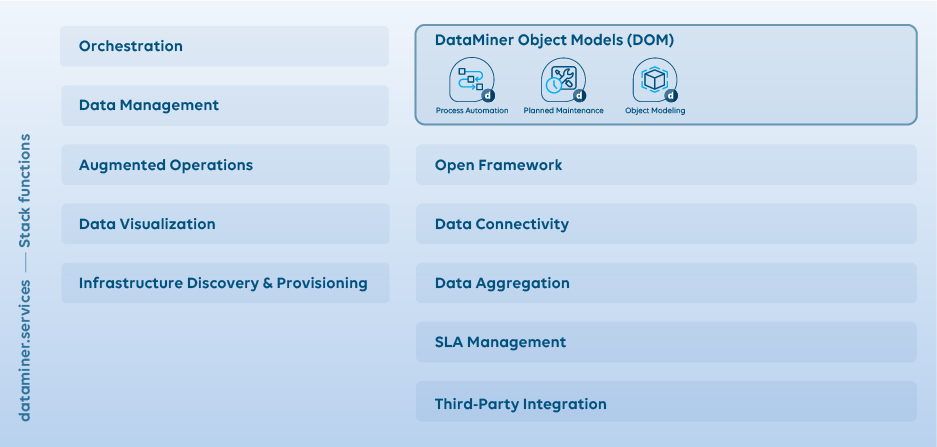 dataminer.services — Stack functions
Orchestration
Data Management
Augmented Operations
Data Visualization
Infrastructure Discovery & Provisioning
DataMiner Object Models (DOM)
d
d
d
Process Automation
Planned Maintenance
Object Modeling
Open Framework
Data Connectivity
Data Aggregation
SLA Management
Third-Party Integration